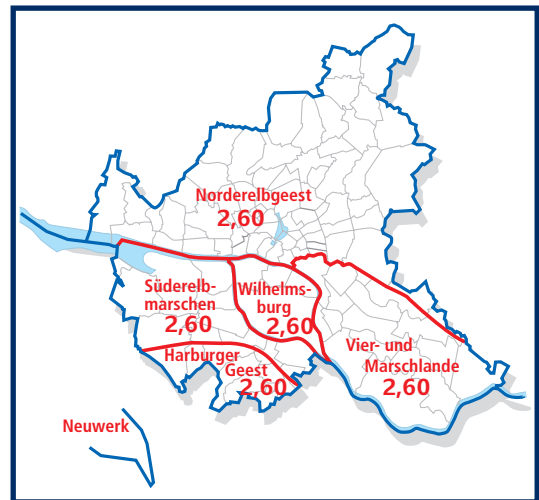 Norderelbgeest
2,60
Süderelb-
marschen
2,60
Wilhelms-
burg
2,60
Vier- und
Marschlande
2,60
Harburger
Geest
2,60
Neuwerk